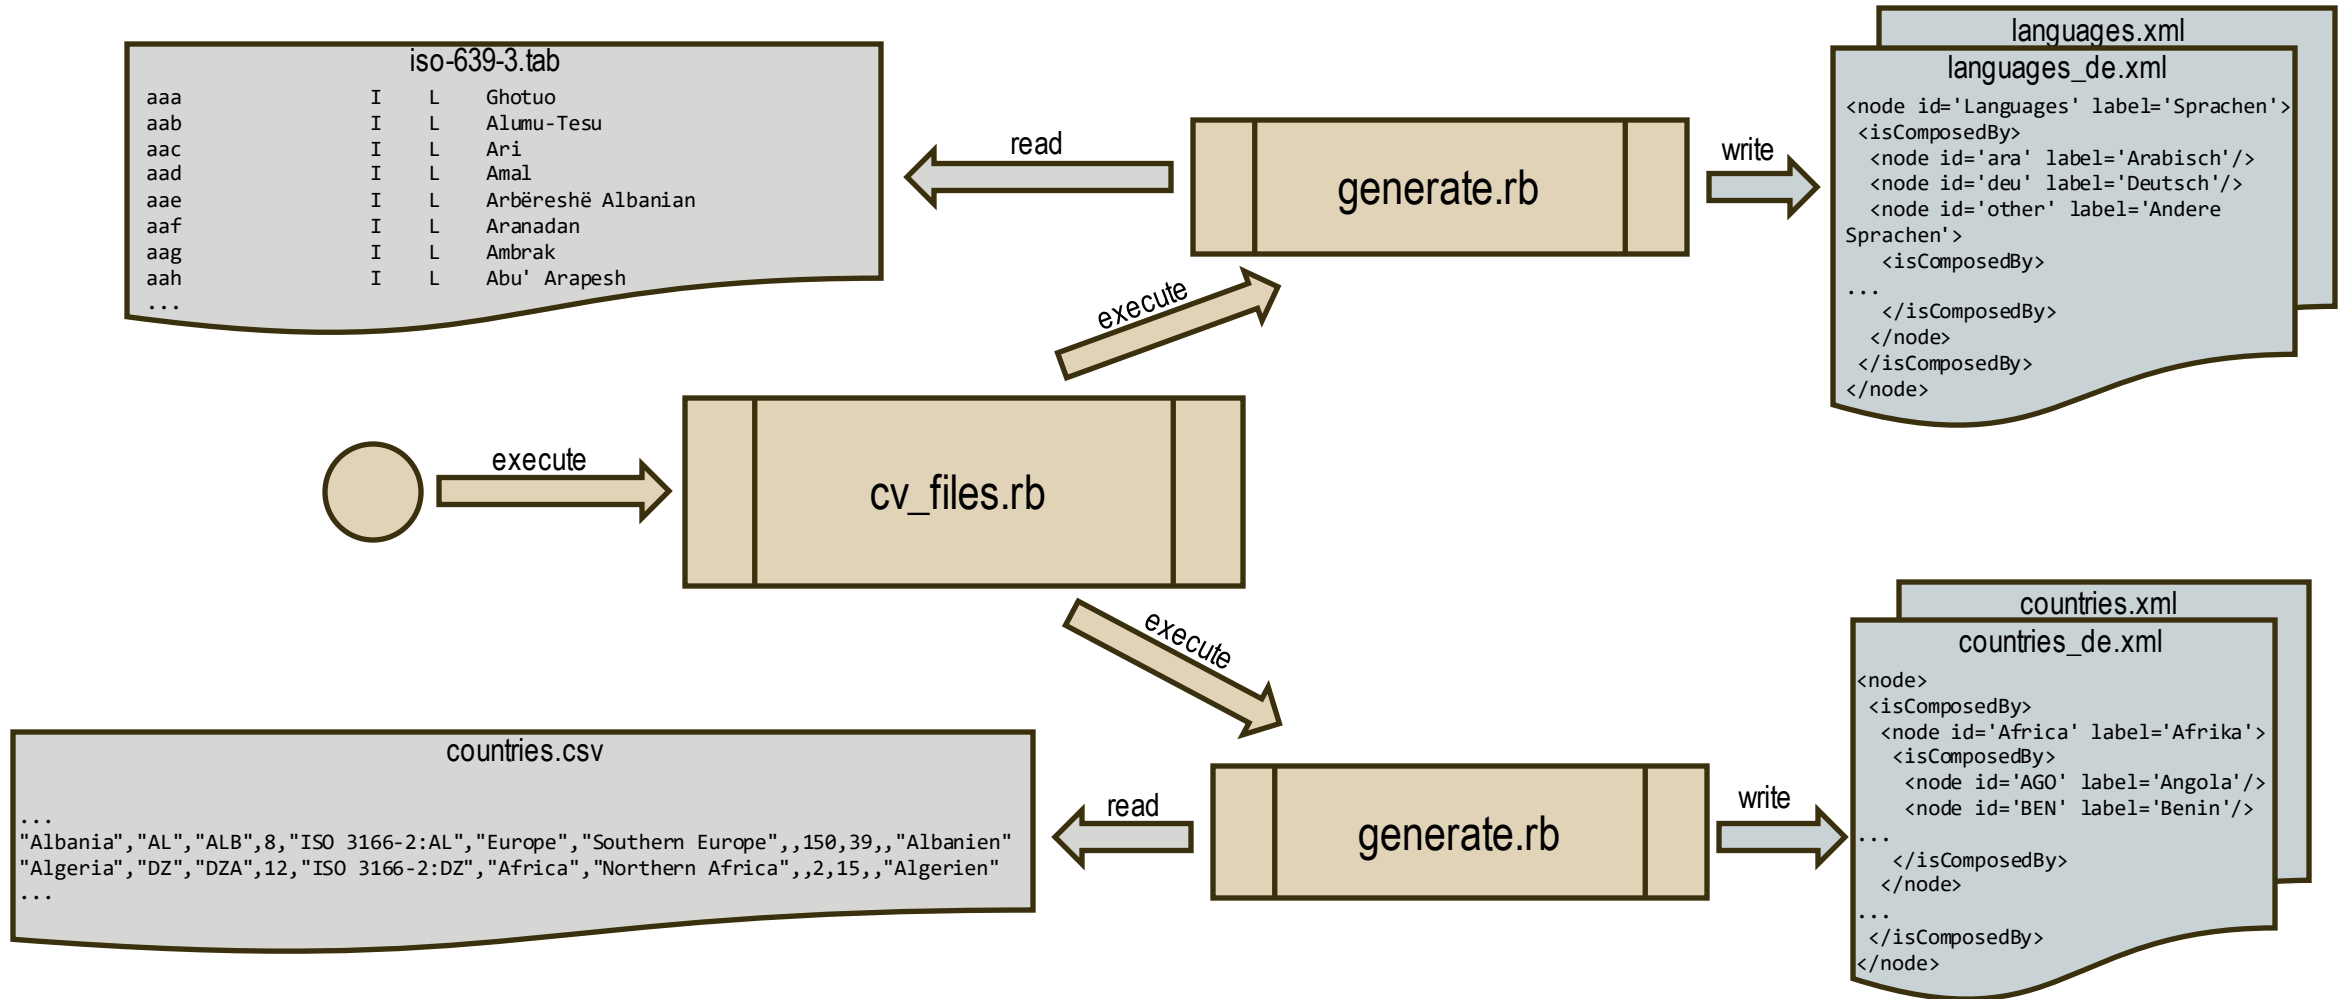 iso-639-3.tab
aaa I L Ghotuo
aab I L Alumu-Tesu
aac I L Ari
aad I L Amal
aae I L Arbëreshë Albanian
aaf I L Aranadan
aag I L Ambrak
aah I L Abu' Arapesh
...
read
generate.rb
write
languages.xml
languages_de.xml
<node id='Languages' label='Sprachen'>
<isComposedBy>
<node id='ara' label='Arabisch'/>
<node id='deu' label='Deutsch'/>
<node id='other' label='Andere
Sprachen'>
<isComposedBy>
...
</isComposedBy>
</node>
</isComposedBy>
</node>
execute
execute
cv_files.rb
execute
countries.csv
...
"Albania","AL","ALB",8,"ISO 3166-2:AL","Europe","Southern Europe",,150,39,,"Albanien"
"Algeria","DZ","DZA",12,"ISO 3166-2:DZ","Africa","Northern Africa",,2,15,,"Algerien"
...
read
generate.rb
write
countries.xml
countries_de.xml
<node>
<isComposedBy>
<node id='Africa' label='Afrika'>
<isComposedBy>
<node id='AGO' label='Angola'/>
<node id='BEN' label='Benin'/>
...
</isComposedBy>
</node>
...
</isComposedBy>
</node>